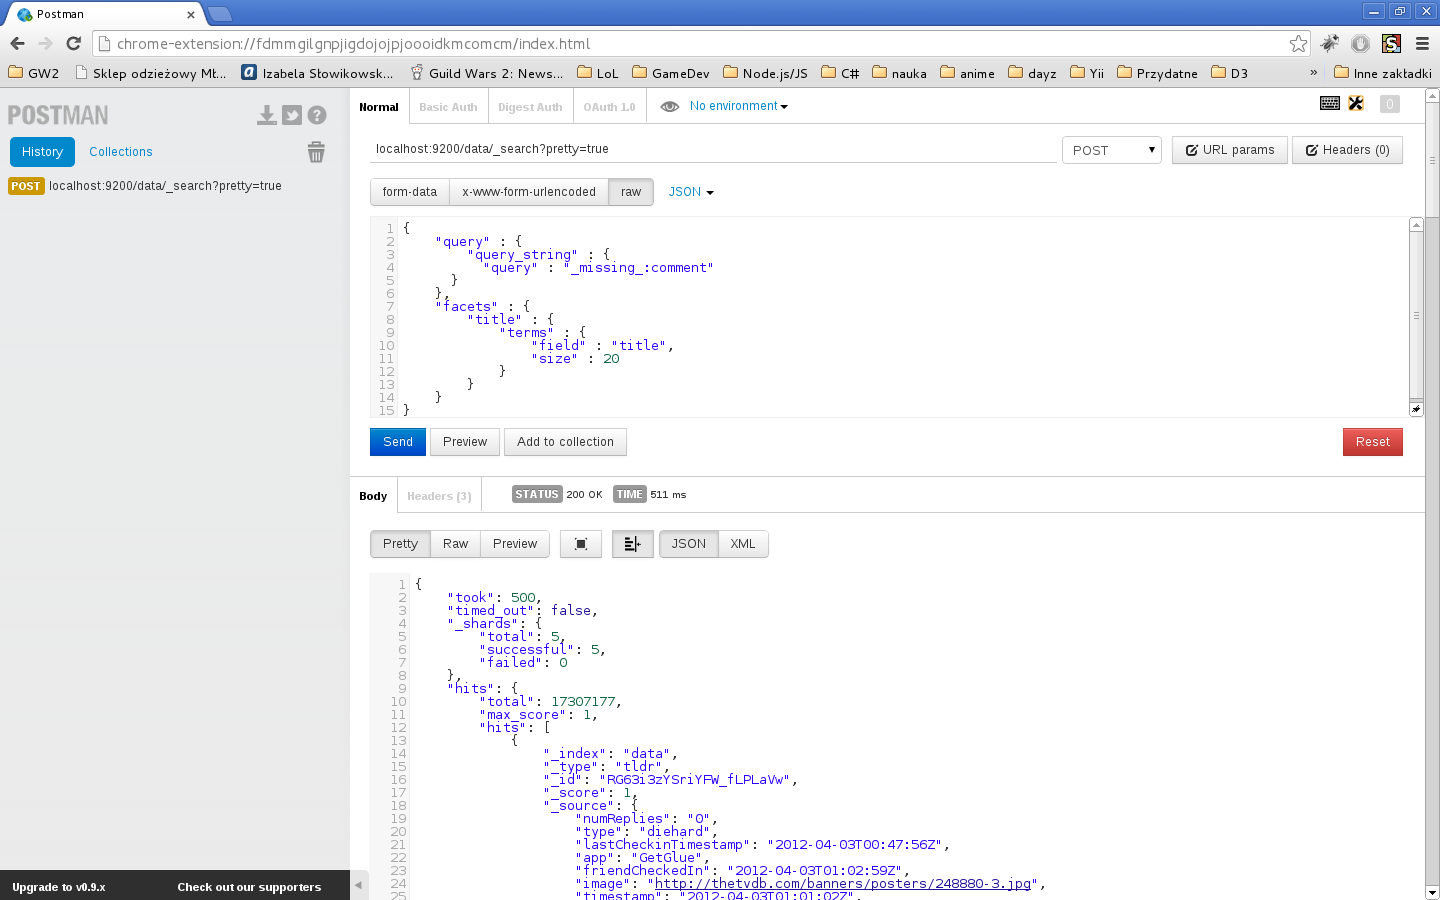 Postman
chrome-extension://fdmmgilgnpjigdojojpjoooidkmcomcm/index.html
GW2 Sklep odzieżowy Mł... Izabela Słowikowsk... Guild Wars 2: News... LoL GameDev Node.js/JS C# nauka anime dayz Yii Przydatne D3 » Inne zakładki
POSTMAN
History Collections
POST localhost:9200/data/_search?pretty=true
Normal Basic Auth Digest Auth OAuth 1.0 No environment 0
localhost:9200/data/_search?pretty=true POST URL params Headers (0)
form-data x-www-form-urlencoded raw JSON
1 {
2 "query" : {
3 "query_string" : {
4 "query" : "_missing_:comment"
5 }
6 },
7 "facets" : {
8 "title" : {
9 "terms" : {
10 "field" : "title",
11 "size" : 20
12 }
13 }
14 }
15 }
Send Preview Add to collection Reset
Body Headers (3) STATUS 200 OK TIME 511 ms
Pretty Raw Preview JSON XML
1 {
2 "took": 500,
3 "timed_out": false,
4 "_shards": {
5 "total": 5,
6 "successful": 5,
7 "failed": 0
8 },
9 "hits": {
10 "total": 17307177,
11 "max_score": 1,
12 "hits": [
13 {
14 "_index": "data",
15 "_type": "tldr",
16 "_id": "RG63i3zYSriYFW_fLPLaVw",
17 "_score": 1,
18 "_source": {
19 "numReplies": "0",
20 "type": "diehard",
21 "lastCheckinTimestamp": "2012-04-03T00:47:56Z",
22 "app": "GetGlue",
23 "friendCheckedIn": "2012-04-03T01:02:59Z",
24 "image": "http://thetvdb.com/banners/posters/248880-3.jpg",
25 "timestamp": "2012-04-03T01:01:02Z",
Upgrade to v0.9.x Check out our supporters